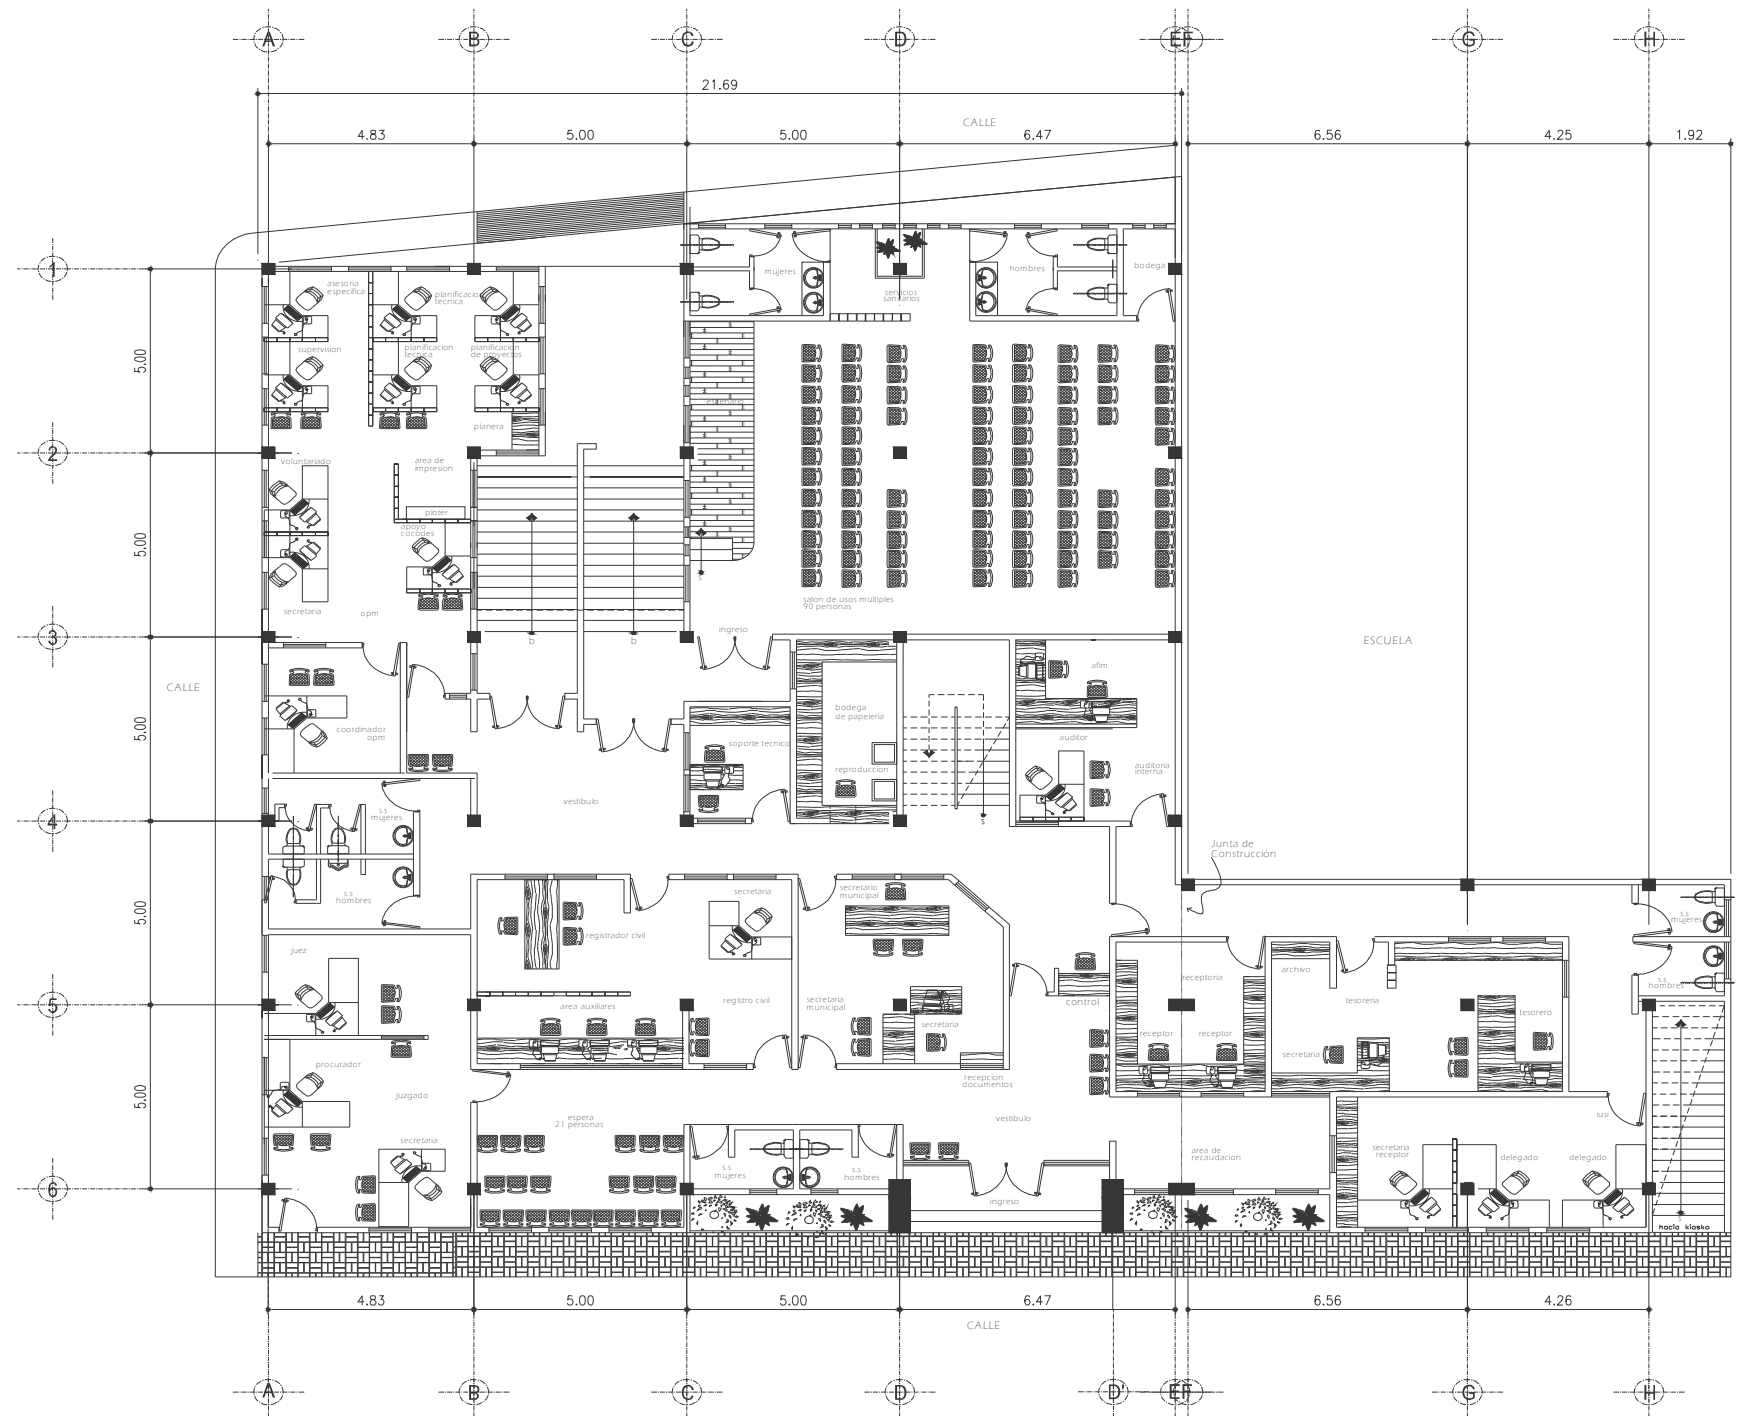 A
B
C
D
E
F
G
H
21.69
CALLE
4.83
5.00
5.00
6.47
6.56
4.25
1.92
1
2
3
4
5
6
5.00
5.00
5.00
5.00
5.00
asesoria
especifica
planificacion
tecnica
mujeres
servicios
sanitarios
hombres
bodega
supervision
planificacion
tecnica
planificacion
de proyectos
escenario
planera
voluntariado
area de
impresion
ploter
apoyo
cocodes
s
secretaria
opm
salon de usos multiples
90 personas
b
b
ingreso
ESCUELA
CALLE
afim
coordinador
opm
bodega
de papeleria
soporte tecnico
auditor
reproduccion
auditoria
interna
vestibulo
s.s
mujeres
s
Junta de
Construcción
s.s
hombres
secretaria
secretario
municipal
s.s
mujeres
registrador civil
juez
receptoria
archivo
s.s
hombres
area auxiliares
registro civil
secretaria
municipal
control
tesoreria
tesorero
secretaria
receptor
receptor
secretaria
procurador
recepcion
documentos
juzgado
espera
21 personas
vestibulo
iusi
secretaria
s.s
mujeres
s.s
hombres
area de
recaudacion
secretaria
receptor
delegado
delegado
ingreso
hacia kiosko
4.83
5.00
5.00
6.47
6.56
4.26
CALLE
A
B
C
D
D'
E
F
G
H